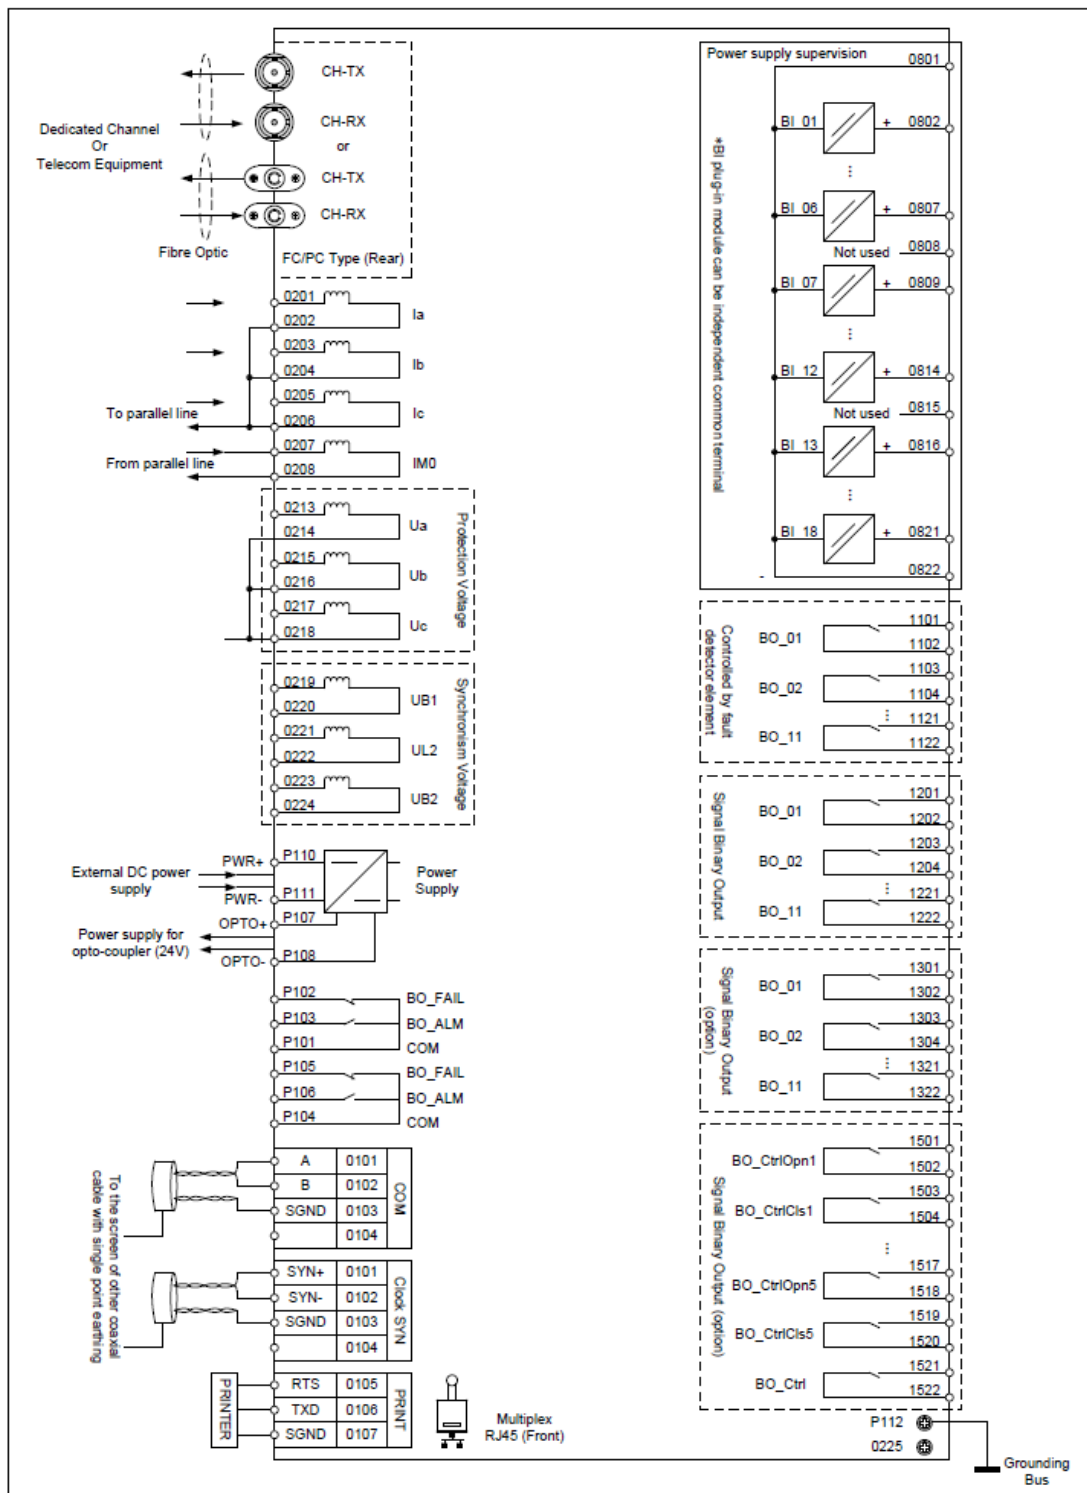 CH-TX
CH-RX
or
CH-TX
CH-RX
Dedicated Channel
Or
Telecom Equipment
Fibre Optic
FC/PC Type (Rear)
0201
0202
Ia
0203
0204
Ib
0205
0206
Ic
To parallel line
0207
0208
IM0
From parallel line
0213
0214
Ua
0215
0216
Ub
0217
0218
Uc
Protection Voltage
0219
0220
UB1
0221
0222
UL2
0223
0224
UB2
Synchronism Voltage
PWR+
P110
External DC power
supply
PWR-
P111
Power
Supply
OPTO+
P107
Power supply for
opto-coupler (24V)
OPTO-
P108
P102
BO_FAIL
P103
BO_ALM
P101
COM
P105
BO_FAIL
P106
BO_ALM
P104
COM
A 0101
B 0102
SGND 0103
0104
COM
To the screen of other coaxial
cable with single point earthing
SYN+ 0101
SYN- 0102
SGND 0103
0104
Clock SYN
PRINTER
RTS 0105
TXD 0106
SGND 0107
PRINT
Multiplex
RJ45 (Front)
Power supply supervision
0801
BI_01 + 0802
...
BI_06 + 0807
Not used 0808
BI_07 + 0809
...
BI_12 + 0814
Not used 0815
BI_13 + 0816
...
BI_18 + 0821
- 0822
*BI plug-in module can be independent common terminal
Controlled by fault
detector element
BO_01
1101
1102
BO_02
1103
1104
...
BO_11
1121
1122
Signal Binary Output
BO_01
1201
1202
BO_02
1203
1204
...
BO_11
1221
1222
Signal Binary Output
(option)
BO_01
1301
1302
BO_02
1303
1304
...
BO_11
1321
1322
Signal Binary Output (option)
BO_CtrlOpn1
1501
1502
BO_CtrlCls1
1503
1504
...
BO_CtrlOpn5
1517
1518
BO_CtrlCls5
1519
1520
BO_Ctrl
1521
1522
P112
0225
Grounding
Bus